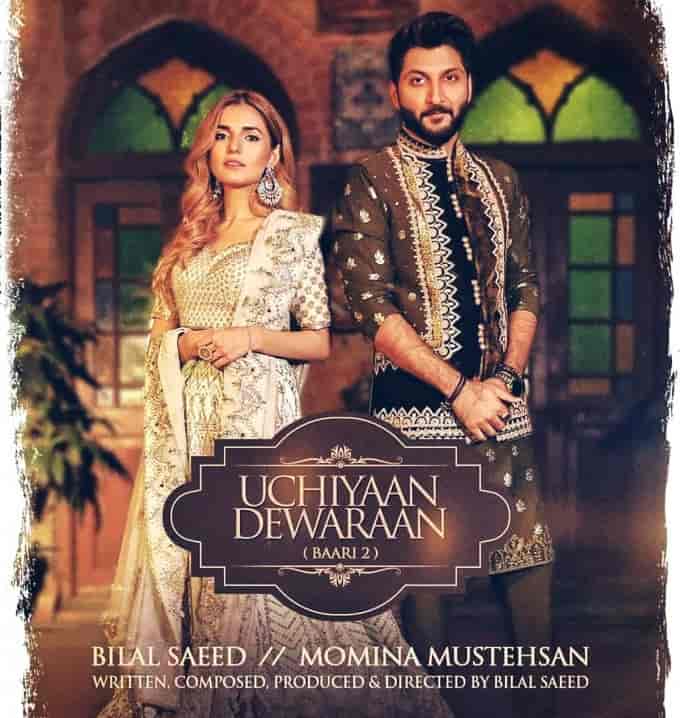 UCHIYAAN
DEWARAAN
( BAARI 2 )
BILAL SAEED // MOMINA MUSTEHSAN
WRITTEN, COMPOSED, PRODUCED & DIRECTED BY BILAL SAEED